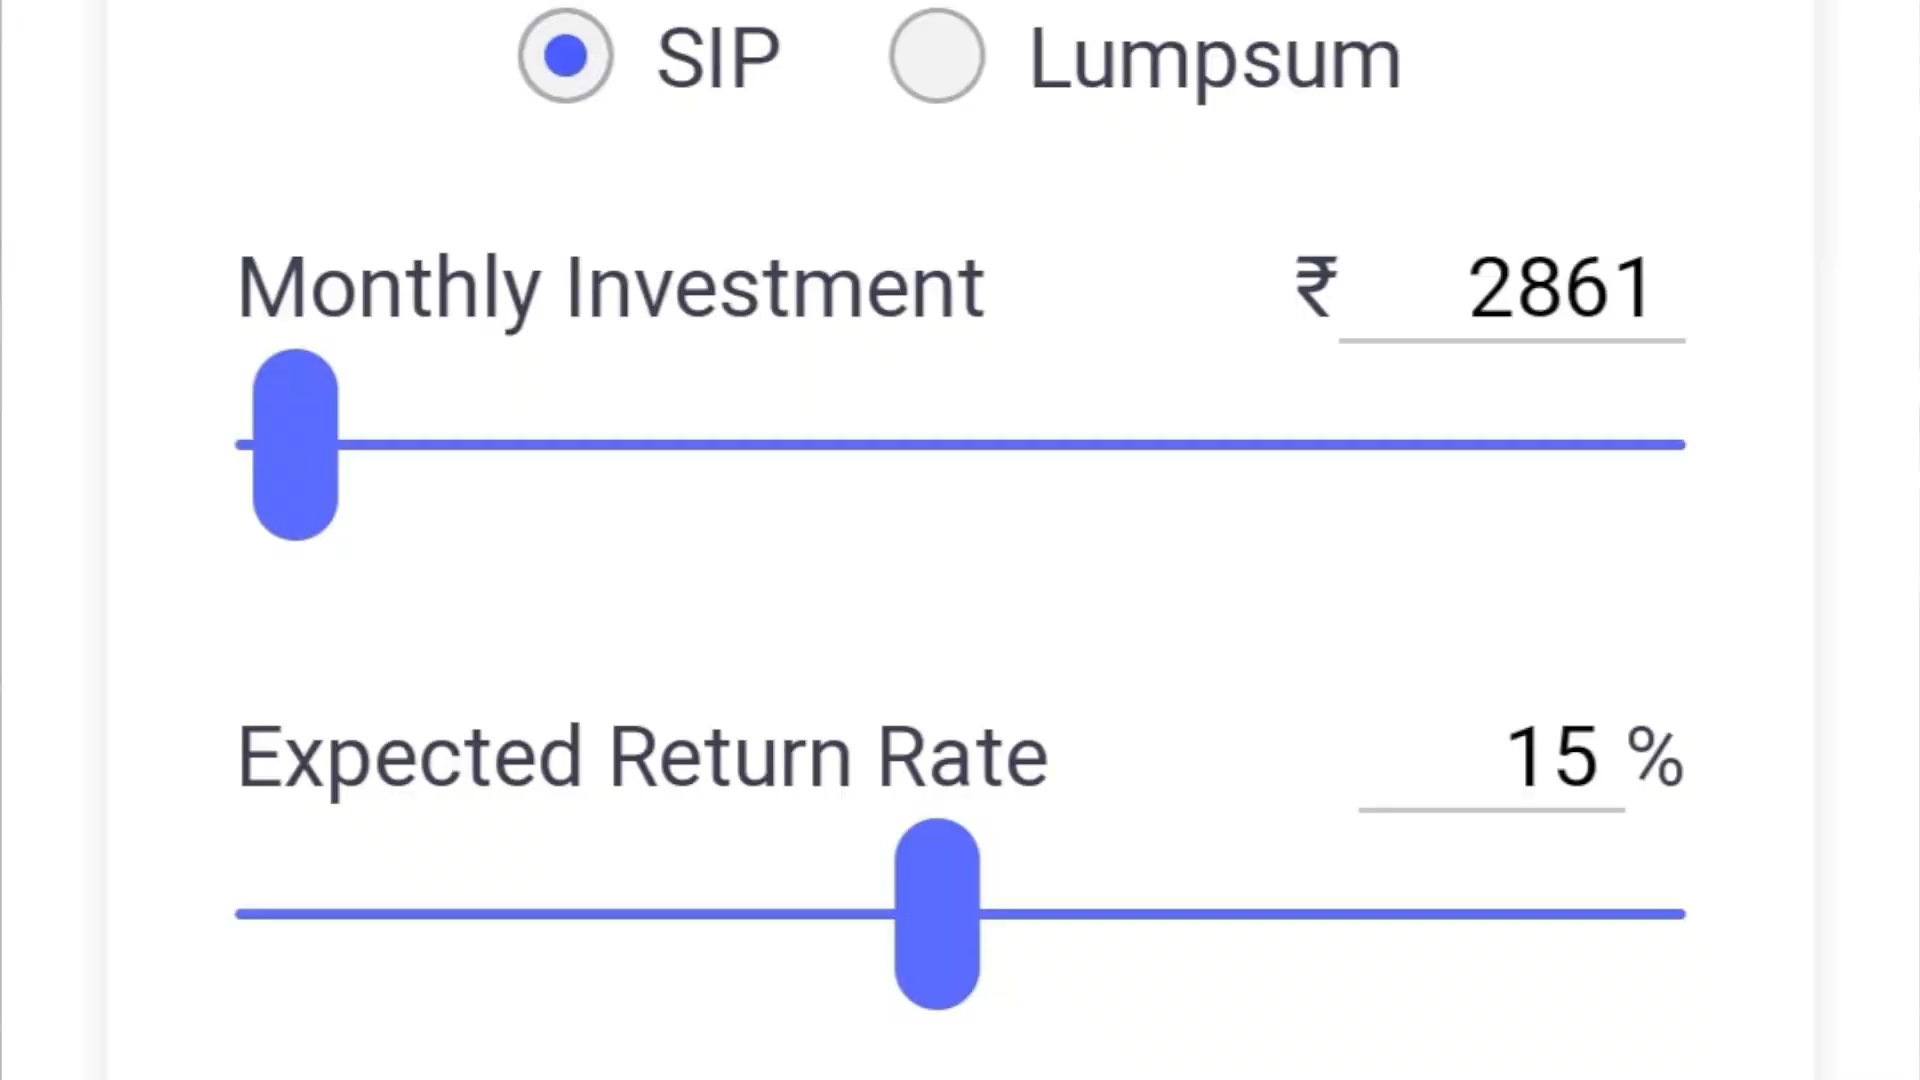 SIP Lumpsum
Monthly Investment ₹ 2861
Expected Return Rate 15 %